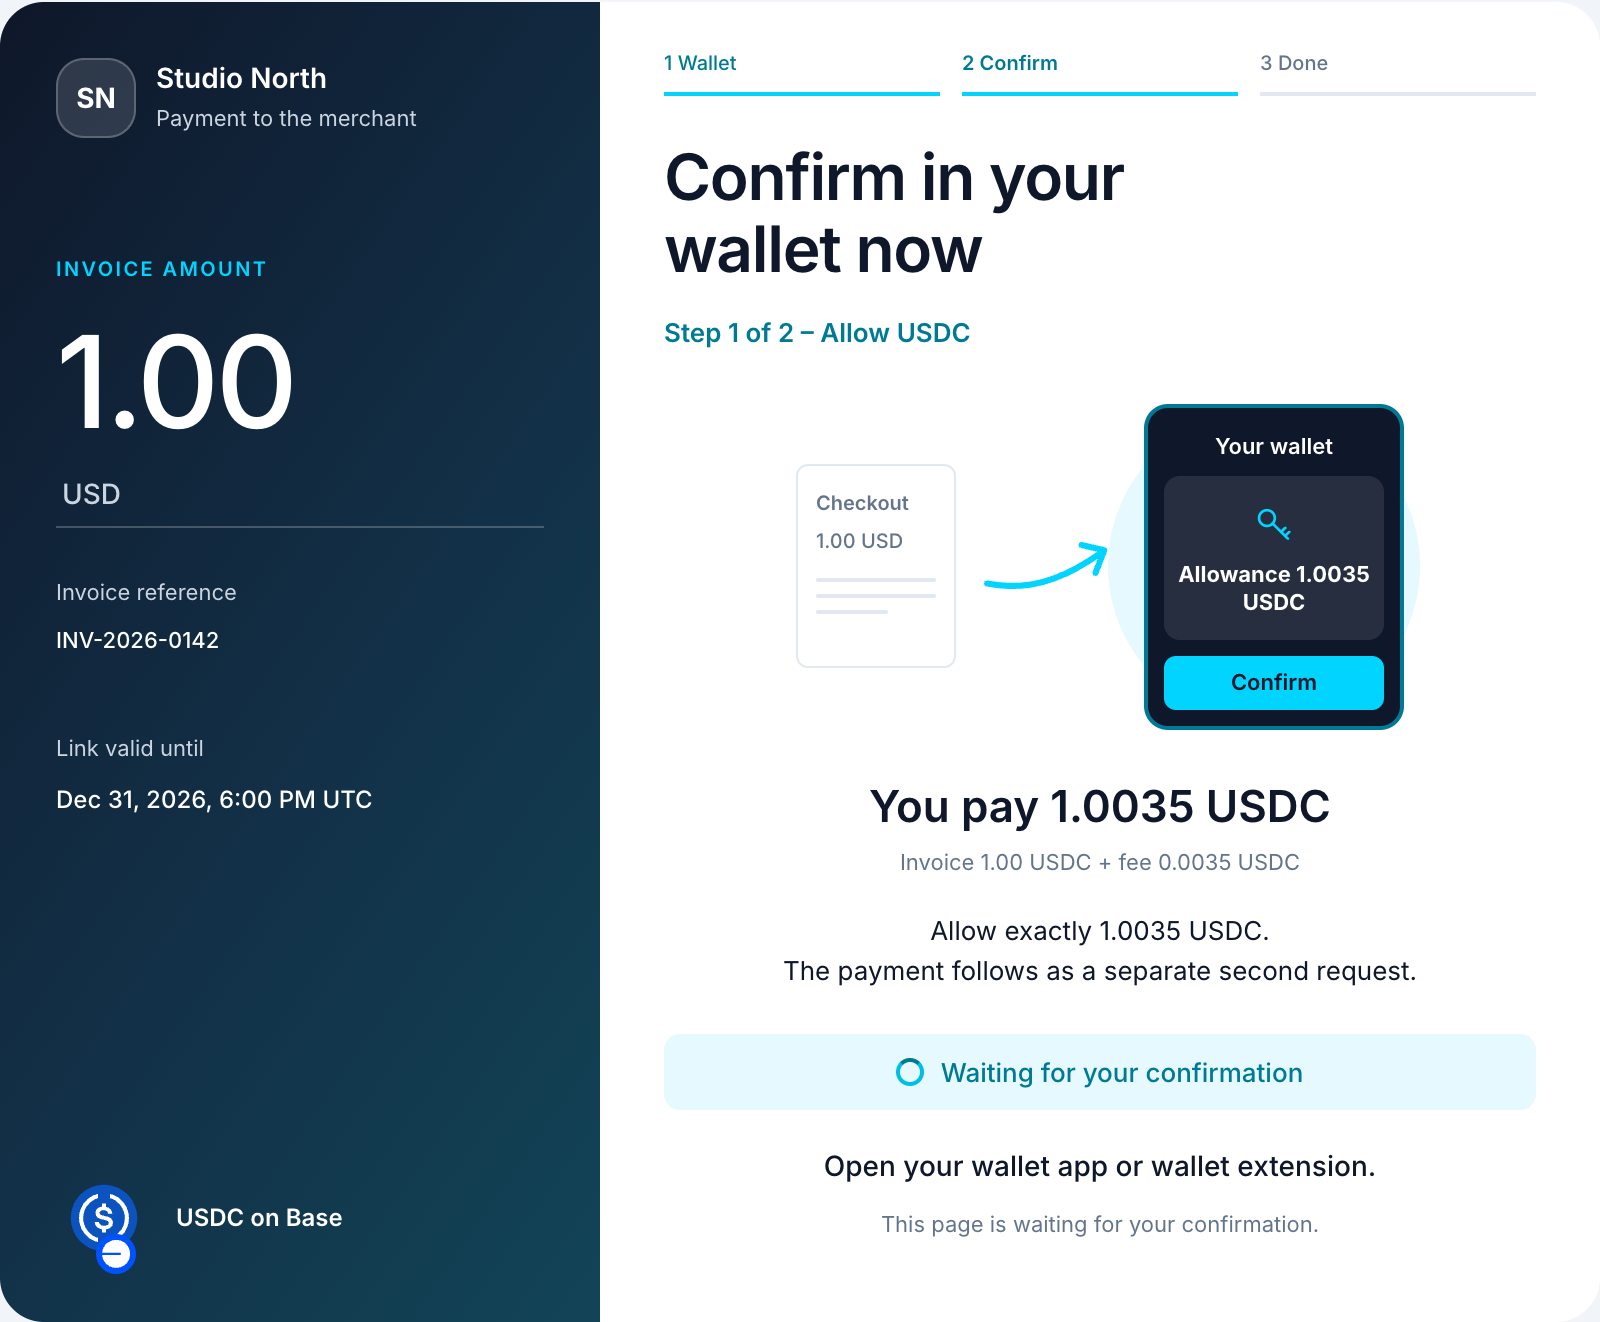 SN
Studio North
Payment to the merchant
INVOICE AMOUNT
1.00
USD
Invoice reference
INV-2026-0142
Link valid until
Dec 31, 2026, 6:00 PM UTC
$
USDC on Base
1 Wallet
2 Confirm
3 Done
Confirm in your
wallet now
Step 1 of 2 – Allow USDC
Checkout
1.00 USD
Your wallet
Allowance 1.0035
USDC
Confirm
You pay 1.0035 USDC
Invoice 1.00 USDC + fee 0.0035 USDC
Allow exactly 1.0035 USDC.
The payment follows as a separate second request.
Waiting for your confirmation
Open your wallet app or wallet extension.
This page is waiting for your confirmation.